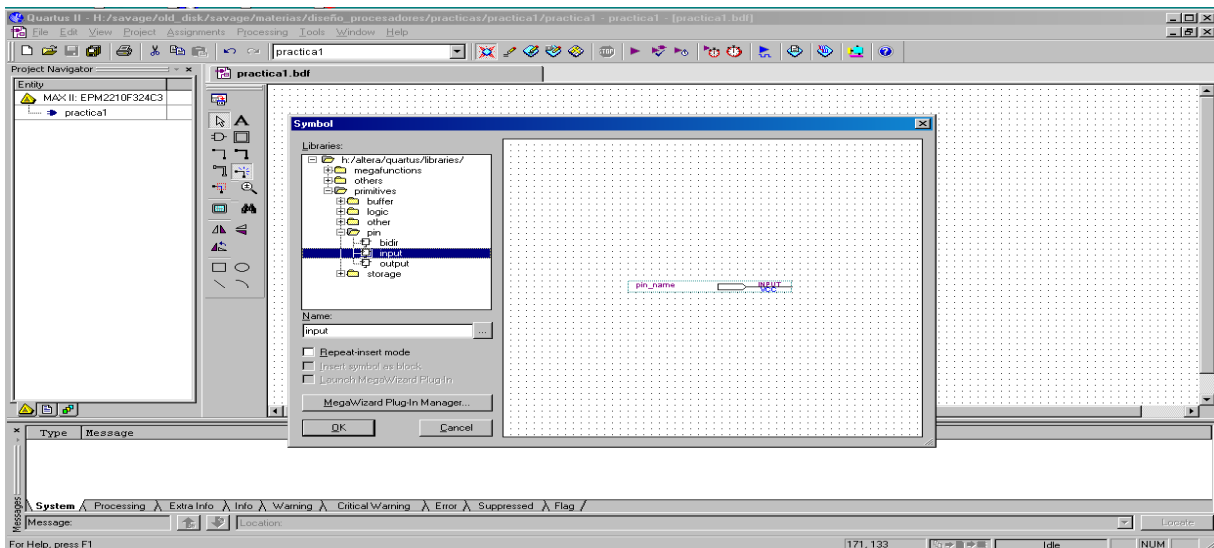 Quartus II - H:/savage/old_disk/savage/materias/diseño_procesadores/practicas/practica1/practica1 - practica1 - [practica1.bdf]
File Edit View Project Assignments Processing Tools Window Help
practica1
STOP
Project Navigator
practica1.bdf
Entity
MAX II: EPM2210F324C3
practica1
A
Symbol
Libraries:
h:/altera/quartus/libraries/
megafunctions
others
primitives
buffer
logic
other
pin
bidir
input
output
storage
pin_name INPUT
VCC
Name:
input
...
Repeat-insert mode
Insert symbol as block
Launch MegaWizard Plug-In
MegaWizard Plug-In Manager...
OK Cancel
Type Message
Messages
System Processing Extra Info Info Warning Critical Warning Error Suppressed Flag
Message: Location: Locate
For Help, press F1 171, 133 Idle NUM